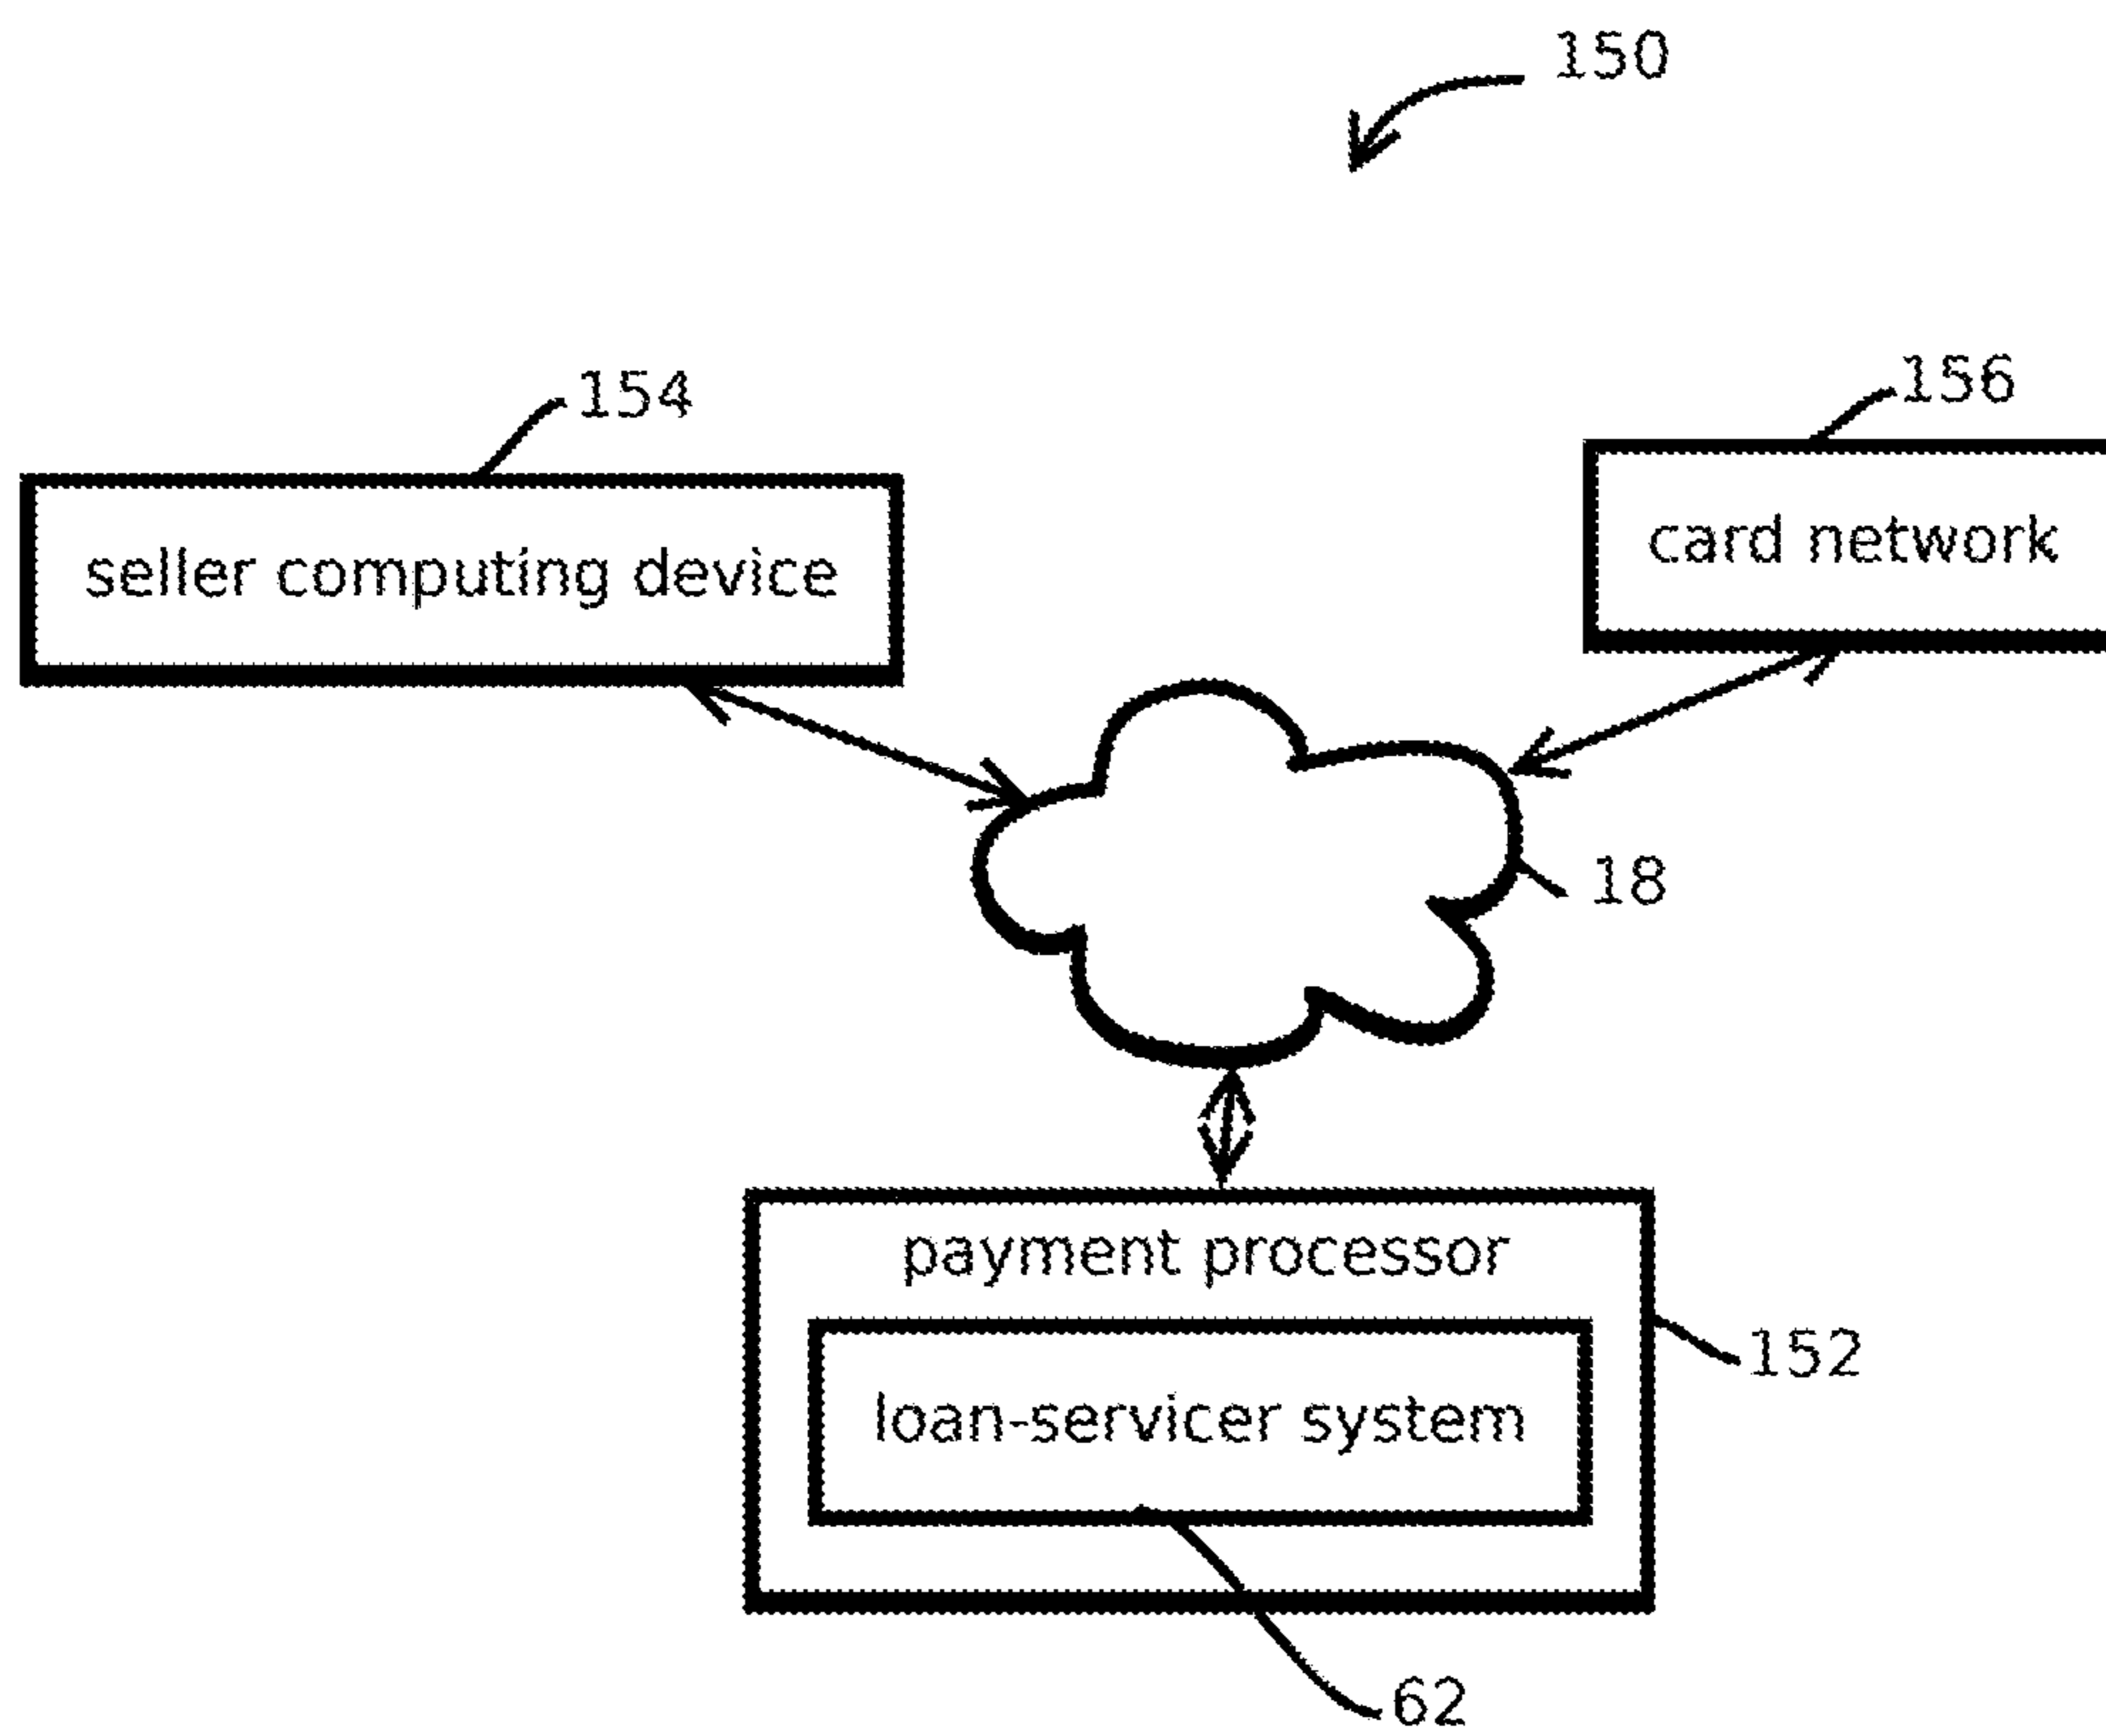 150
154
156
seller computing device
card network
18
payment processor
152
loan-servicer system
62